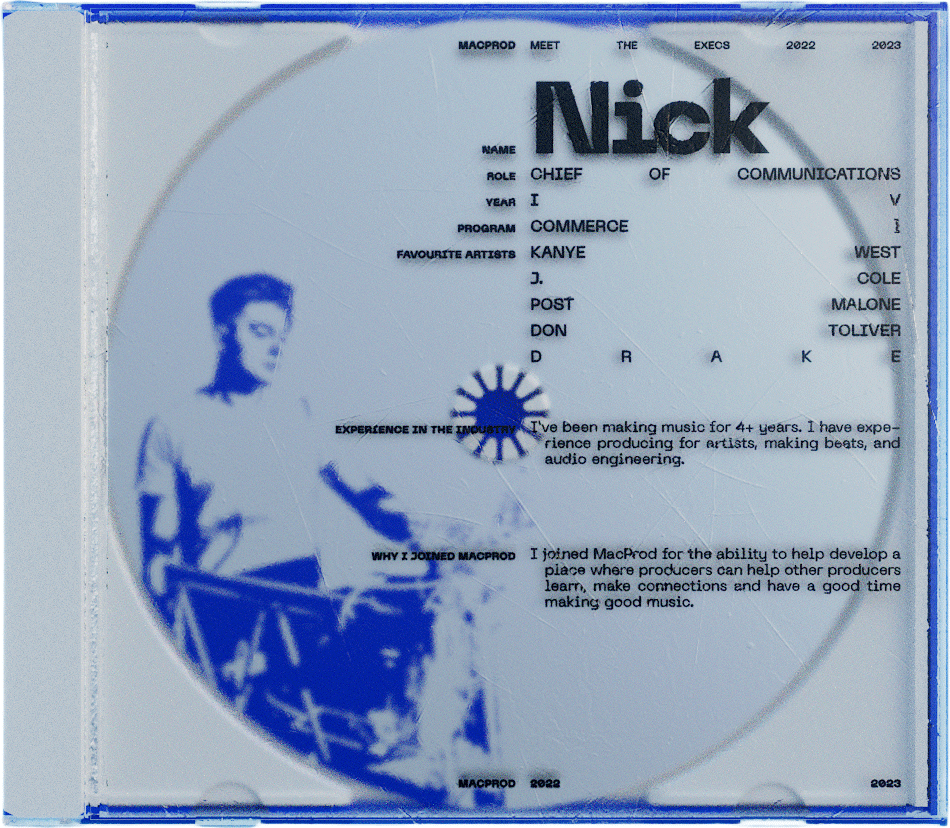 MACPROD MEET THE EXECS 2022 2023
NAME Nick
ROLE CHIEF OF COMMUNICATIONS
YEAR IV
PROGRAM COMMERCE
FAVOURITE ARTISTS KANYE WEST
J. COLE
POST MALONE
DON TOLIVER
D R A K E
EXPERIENCE IN THE INDUSTRY I've been making music for 4+ years. I have expe-
rience producing for artists, making beats, and
audio engineering.
WHY I JOINED MACPROD I joined MacProd for the ability to help develop a
place where producers can help other producers
learn, make connections and have a good time
making good music.
MACPROD 2022 2023